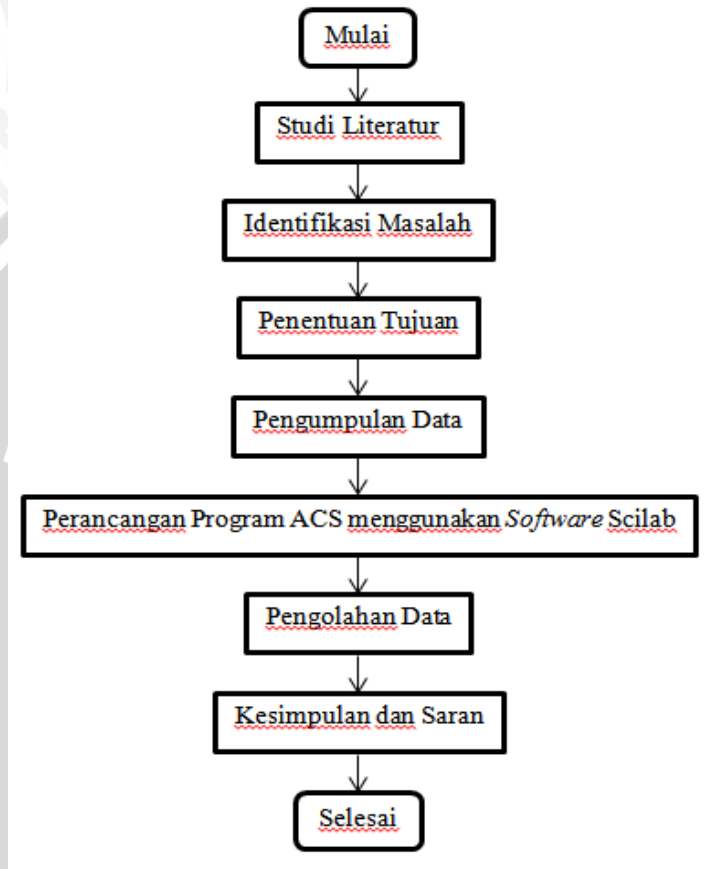 Mulai
Studi Literatur
Identifikasi Masalah
Penentuan Tujuan
Pengumpulan Data
Perancangan Program ACS menggunakan Software Scilab
Pengolahan Data
Kesimpulan dan Saran
Selesai